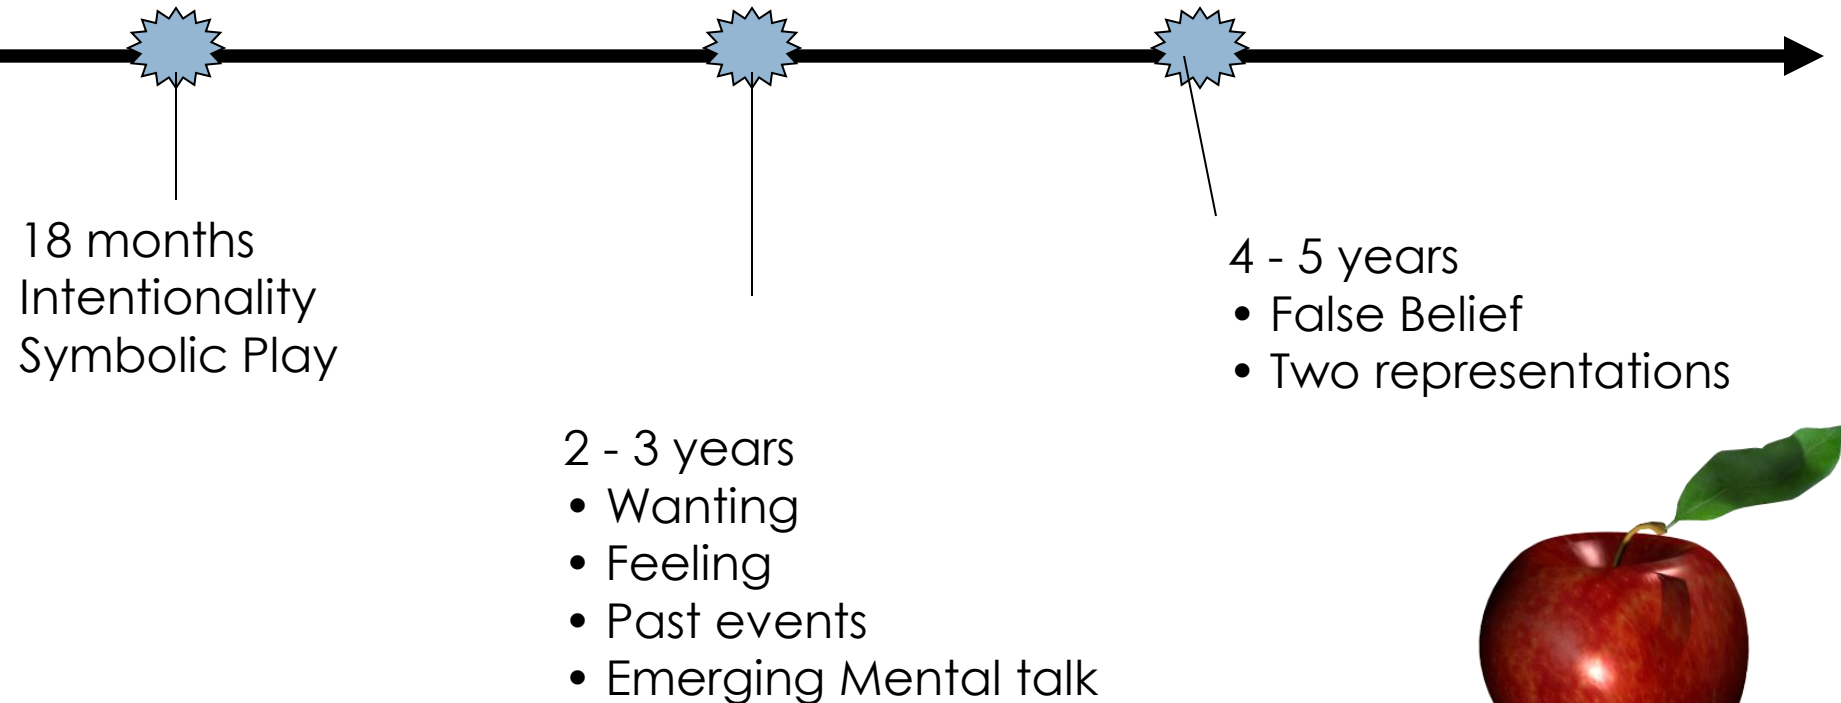 18 months
Intentionality
Symbolic Play
2 - 3 years
• Wanting
• Feeling
• Past events
• Emerging Mental talk
4 - 5 years
• False Belief
• Two representations